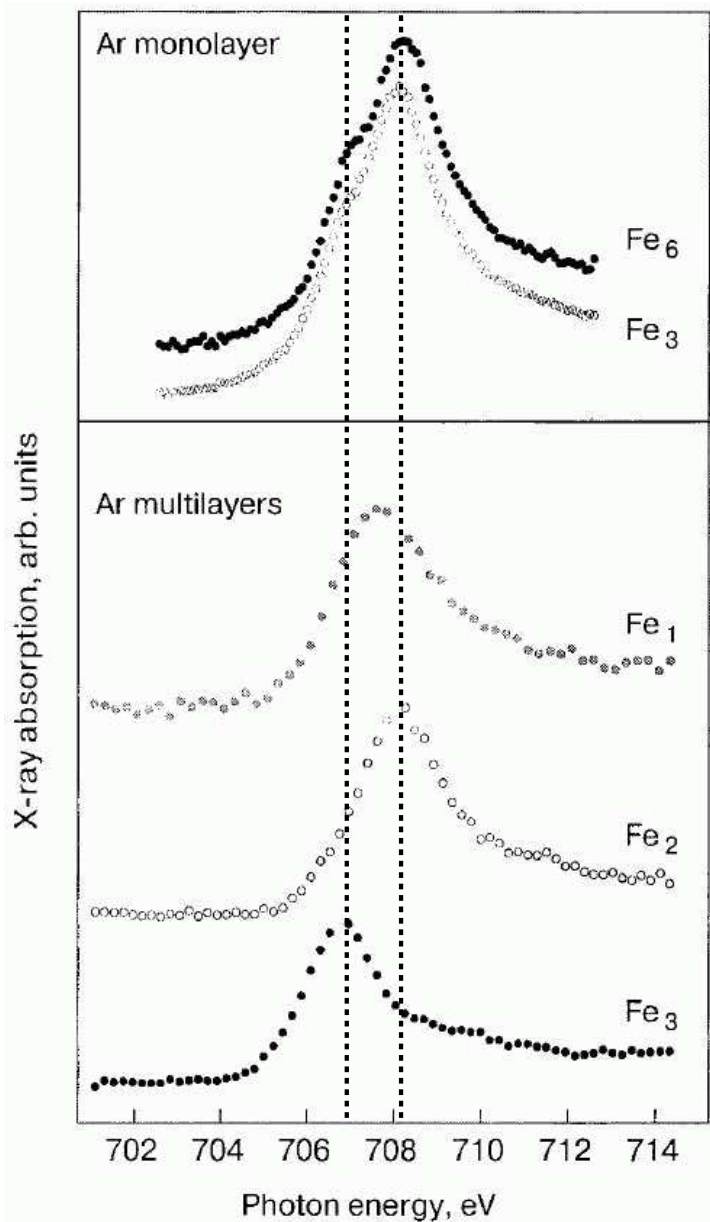 Ar monolayer
Fe6
Fe3
Ar multilayers
Fe1
Fe2
Fe3
X-ray absorption, arb. units
702 704 706 708 710 712 714
Photon energy, eV